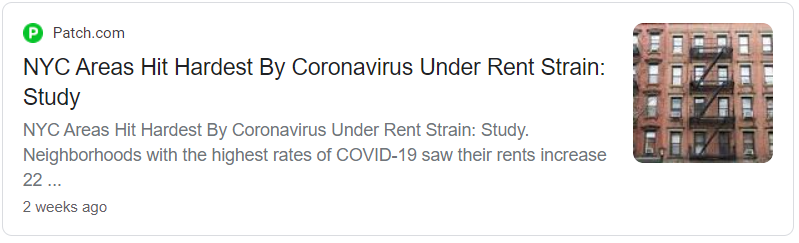 Patch.com
NYC Areas Hit Hardest By Coronavirus Under Rent Strain:
Study
NYC Areas Hit Hardest By Coronavirus Under Rent Strain: Study.
Neighborhoods with the highest rates of COVID-19 saw their rents increase
22 ...
2 weeks ago